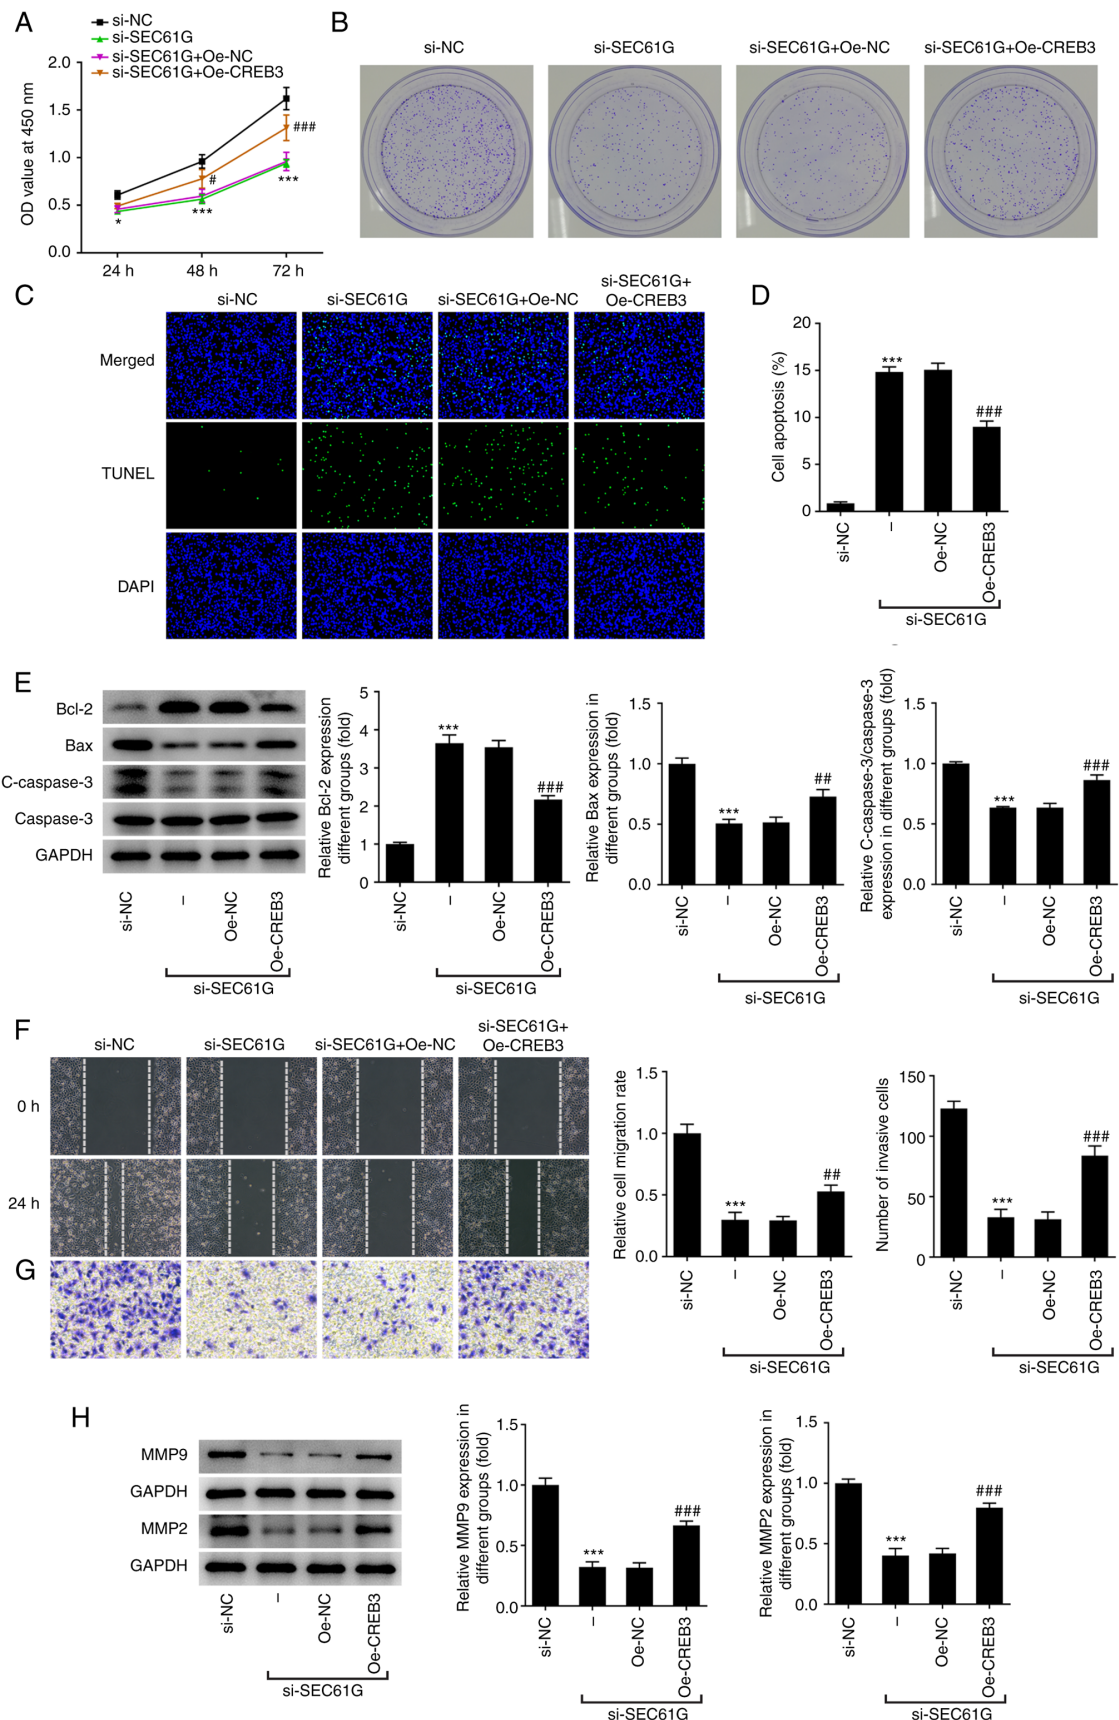 A
si-NC
si-SEC61G
si-SEC61G+Oe-NC
si-SEC61G+Oe-CREB3
OD value at 450 nm
2.0
1.5
1.0
0.5
0.0
###
#
***
***
*
24 h
48 h
72 h
B
si-NC
si-SEC61G
si-SEC61G+Oe-NC
si-SEC61G+Oe-CREB3
C
si-NC
si-SEC61G
si-SEC61G+Oe-NC
si-SEC61G+
Oe-CREB3
Merged
TUNEL
DAPI
D
Cell apoptosis (%)
20
15
10
5
0
***
###
si-NC
–
Oe-NC
Oe-CREB3
si-SEC61G
E
Bcl-2
Bax
C-caspase-3
Caspase-3
GAPDH
si-NC
–
Oe-NC
Oe-CREB3
si-SEC61G
Relative Bcl-2 expression
different groups (fold)
5
4
3
2
1
0
***
###
si-NC
–
Oe-NC
Oe-CREB3
si-SEC61G
Relative Bax expression in
different groups (fold)
1.5
1.0
0.5
0.0
***
##
si-NC
–
Oe-NC
Oe-CREB3
si-SEC61G
Relative C-caspase-3/caspase-3
expression in different groups (fold)
1.5
1.0
0.5
0.0
***
###
si-NC
–
Oe-NC
Oe-CREB3
si-SEC61G
F
si-NC
si-SEC61G
si-SEC61G+Oe-NC
si-SEC61G+
Oe-CREB3
0 h
24 h
Relative cell migration rate
1.5
1.0
0.5
0.0
***
##
si-NC
–
Oe-NC
Oe-CREB3
si-SEC61G
Number of invasive cells
150
100
50
0
***
###
si-NC
–
Oe-NC
Oe-CREB3
si-SEC61G
G
H
MMP9
GAPDH
MMP2
GAPDH
si-NC
–
Oe-NC
Oe-CREB3
si-SEC61G
Relative MMP9 expression in
different groups (fold)
1.5
1.0
0.5
0.0
***
###
si-NC
–
Oe-NC
Oe-CREB3
si-SEC61G
Relative MMP2 expression in
different groups (fold)
1.5
1.0
0.5
0.0
***
###
si-NC
–
Oe-NC
Oe-CREB3
si-SEC61G